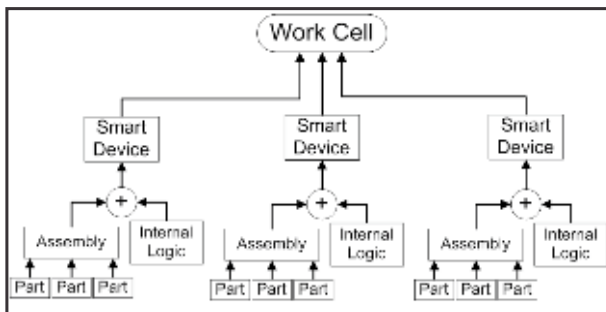 Work Cell
Smart
Device
Smart
Device
Smart
Device
+
+
+
Assembly
Internal
Logic
Assembly
Internal
Logic
Assembly
Internal
Logic
Part Part Part
Part Part Part
Part Part Part